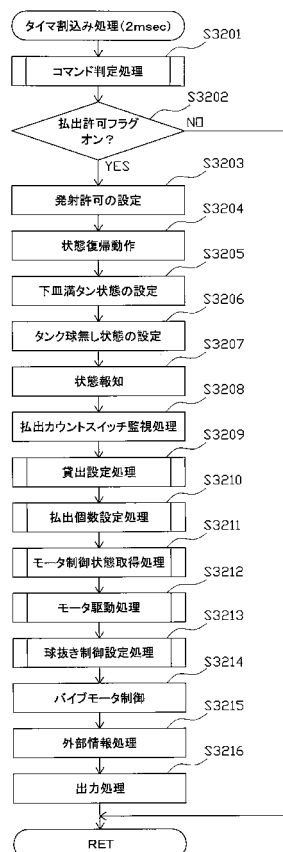 タイマ割込み処理(2msec)
S3201
コマンド判定処理
S3202
払出許可フラグ
オン？
NO
YES
S3203
発射許可の設定
S3204
状態復帰動作
S3205
下皿満タン状態の設定
S3206
タンク球無し状態の設定
S3207
状態報知
S3208
払出カウントスイッチ監視処理
S3209
貸出設定処理
S3210
払出個数設定処理
S3211
モータ制御状態取得処理
S3212
モータ駆動処理
S3213
球抜き制御設定処理
S3214
バイブモータ制御
S3215
外部情報処理
S3216
出力処理
RET